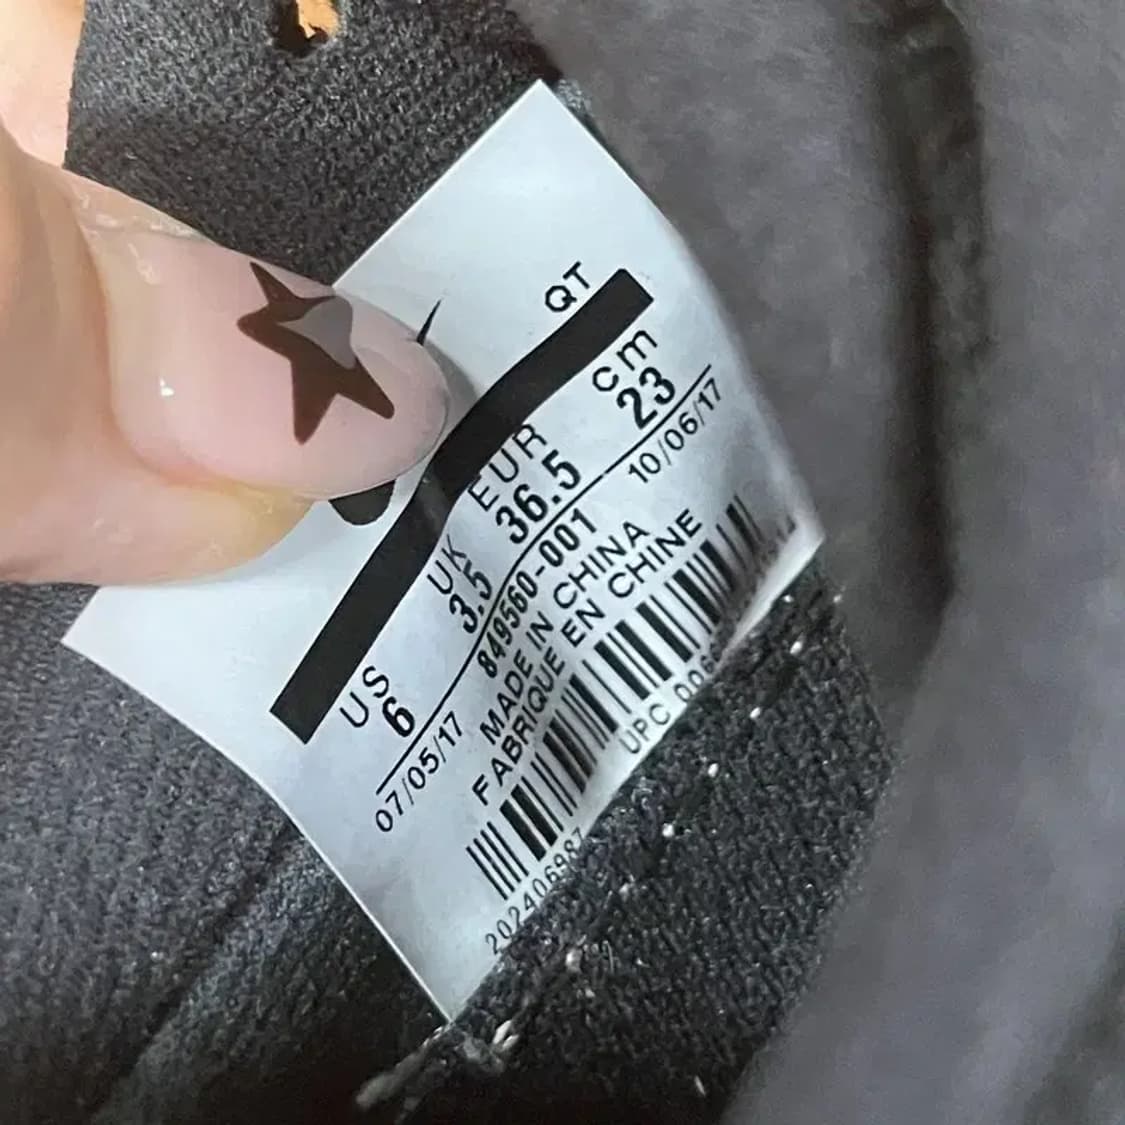 QT
US UK EUR cm
6 3.5 36.5 23
07/05/17 849560-001 10/06/17
MADE IN CHINA
FABRIQUE EN CHINE
UPC
202406987